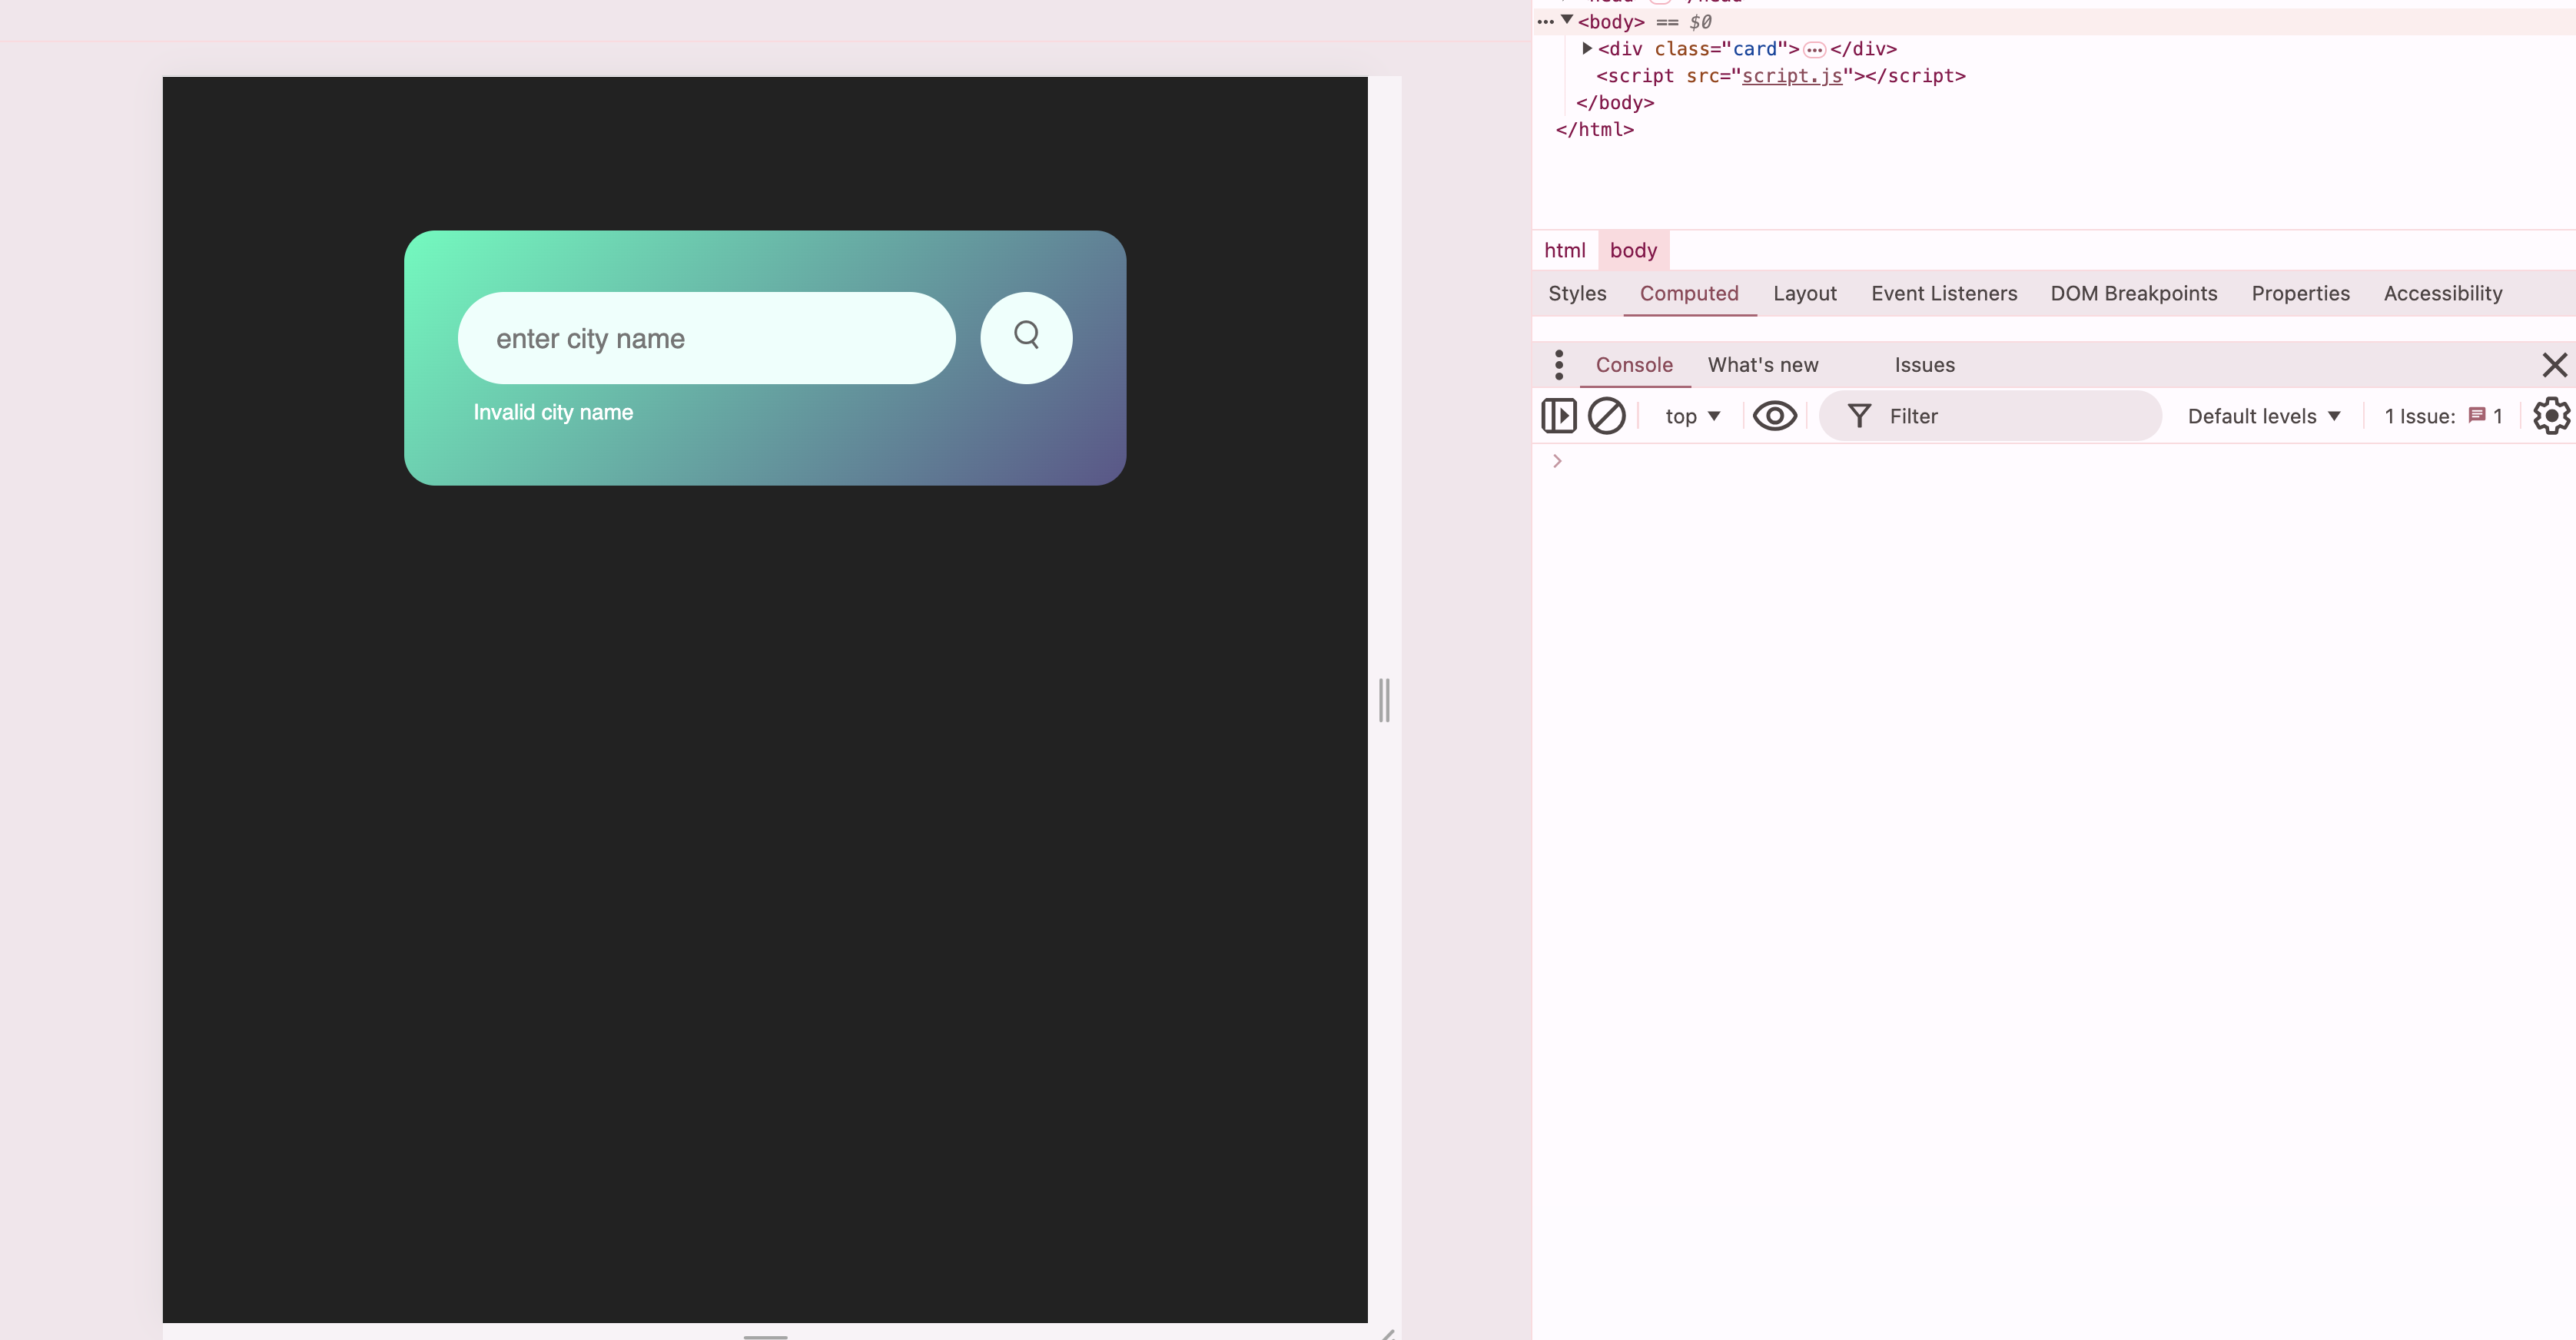 enter city name
Invalid city name
<body> == $0
<div class="card"> </div>
<script src="script.js"></script>
</body>
</html>
html body
Styles Computed Layout Event Listeners DOM Breakpoints Properties Accessibility
Console What's new Issues
top Filter Default levels 1 Issue: 1